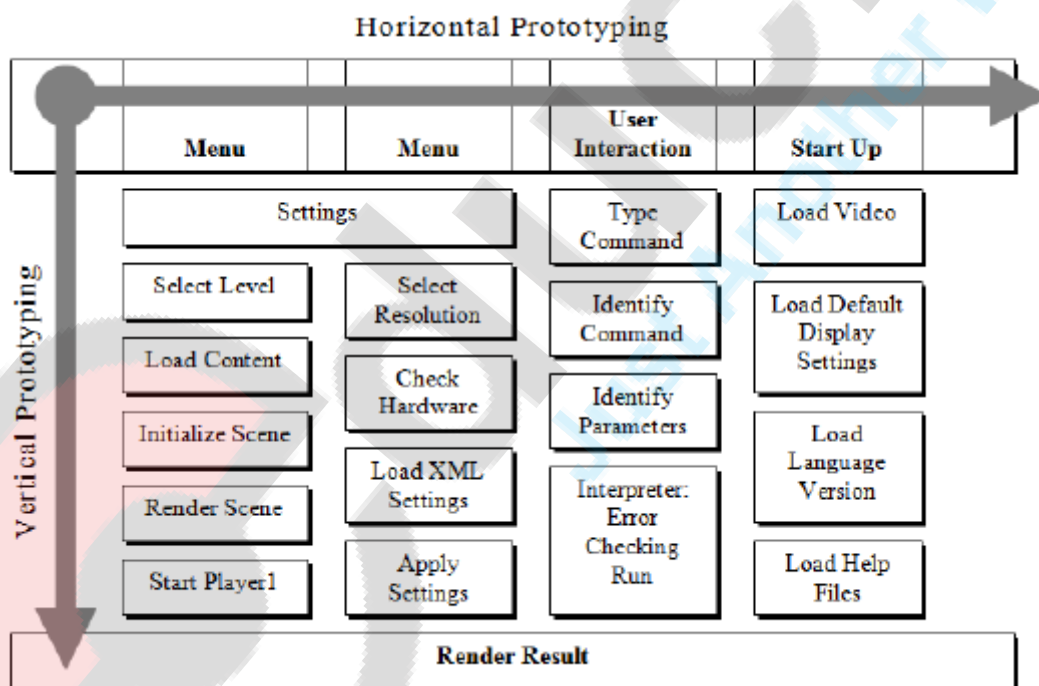 Horizontal Prototyping
Vertical Prototyping
Menu
Menu
User
Interaction
Start Up
Settings
Select Level
Load Content
Initialize Scene
Render Scene
Start Player1
Select
Resolution
Check
Hardware
Load XML
Settings
Apply
Settings
Type
Command
Identify
Command
Identify
Parameters
Interpreter:
Error
Checking
Run
Load Video
Load Default
Display
Settings
Load
Language
Version
Load Help
Files
Render Result
Just Another